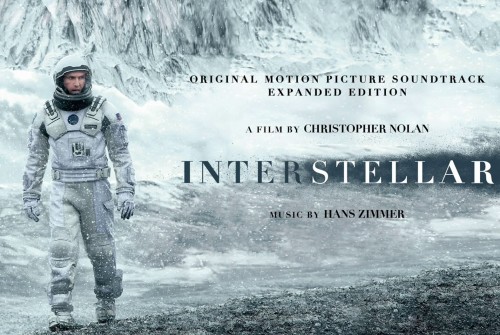 ORIGINAL MOTION PICTURE SOUNDTRACK
EXPANDED EDITION
A FILM BY CHRISTOPHER NOLAN
INTERSTELLAR
MUSIC BY HANS ZIMMER